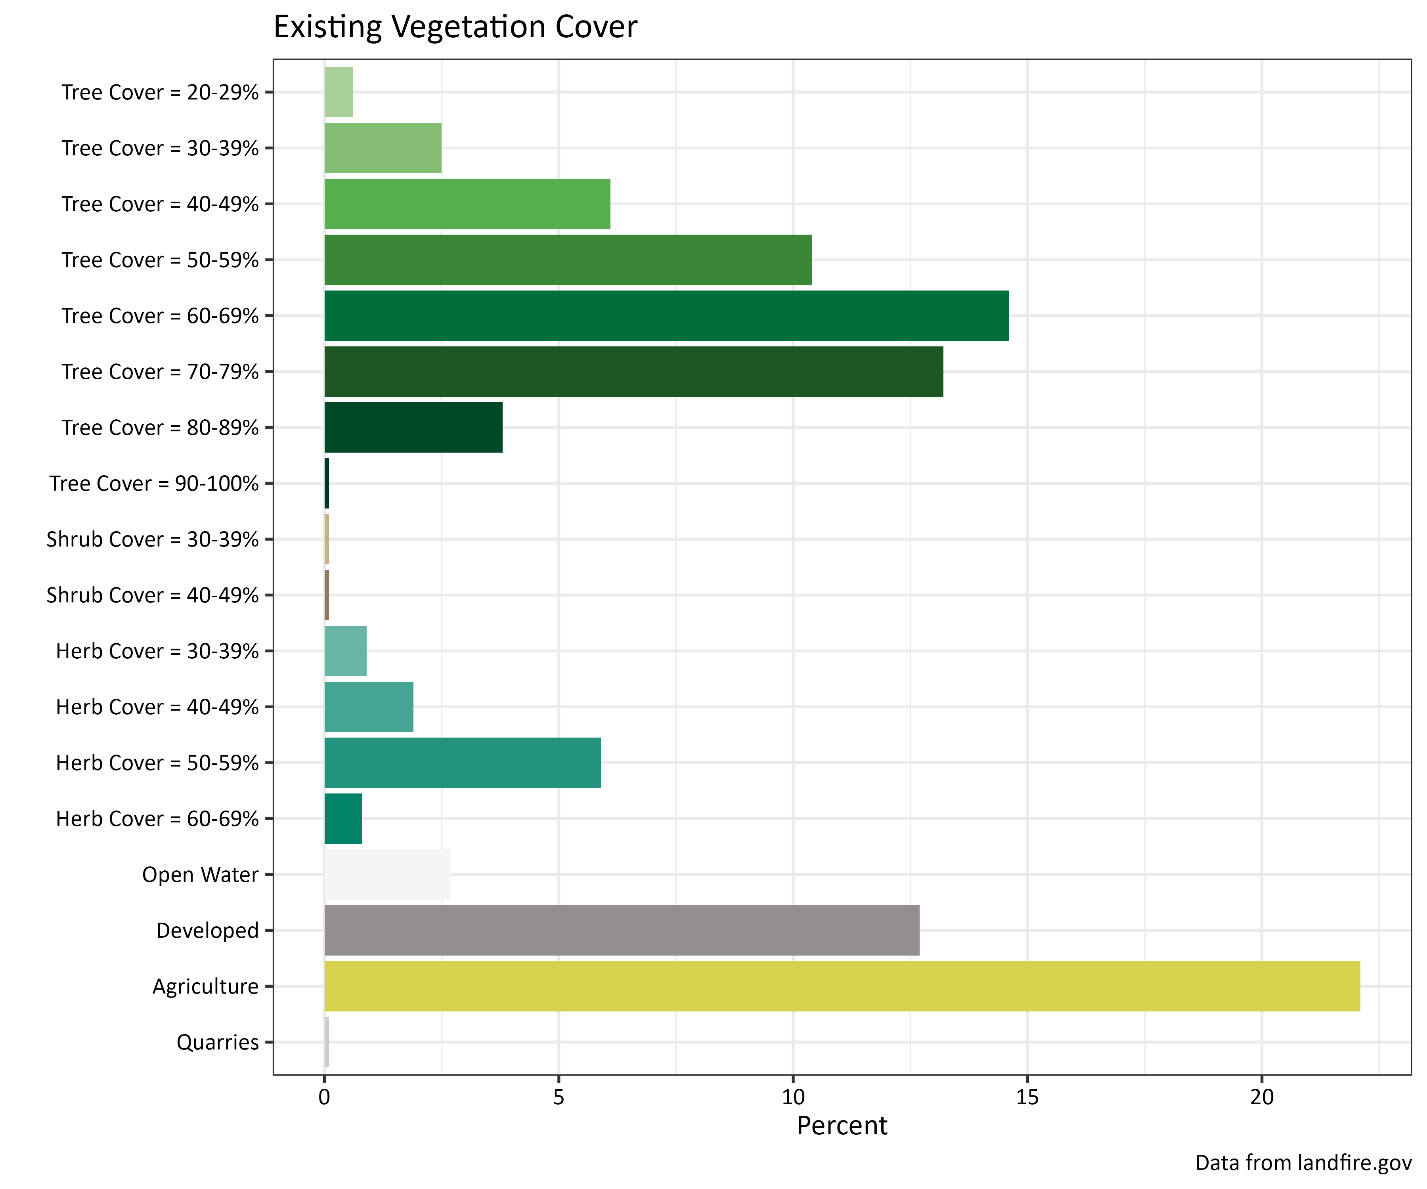 Existing Vegetation Cover
Tree Cover = 20-29%
Tree Cover = 30-39%
Tree Cover = 40-49%
Tree Cover = 50-59%
Tree Cover = 60-69%
Tree Cover = 70-79%
Tree Cover = 80-89%
Tree Cover = 90-100%
Shrub Cover = 30-39%
Shrub Cover = 40-49%
Herb Cover = 30-39%
Herb Cover = 40-49%
Herb Cover = 50-59%
Herb Cover = 60-69%
Open Water
Developed
Agriculture
Quarries
0 5 10 15 20
Percent
Data from landfire.gov